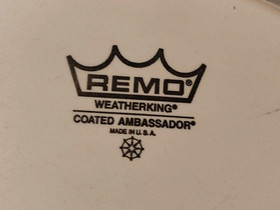 REMO®
WEATHERKING®
COATED AMBASSADOR®
MADE IN U.S.A.